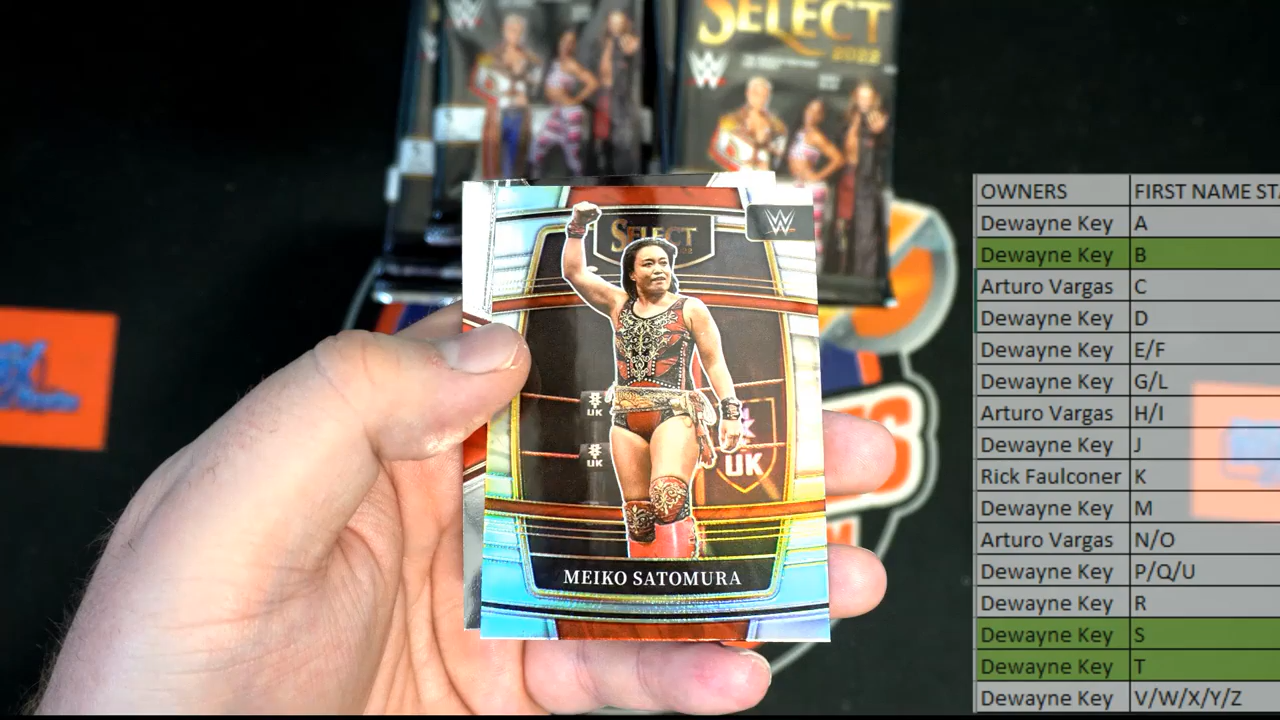 SELECT
2022
W
SELECT
UK
UK
UK
MEIKO SATOMURA
OWNERS FIRST NAME ST
Dewayne Key A
Dewayne Key B
Arturo Vargas C
Dewayne Key D
Dewayne Key E/F
Dewayne Key G/L
Arturo Vargas H/I
Dewayne Key J
Rick Faulconer K
Dewayne Key M
Arturo Vargas N/O
Dewayne Key P/Q/U
Dewayne Key R
Dewayne Key S
Dewayne Key T
Dewayne Key V/W/X/Y/Z